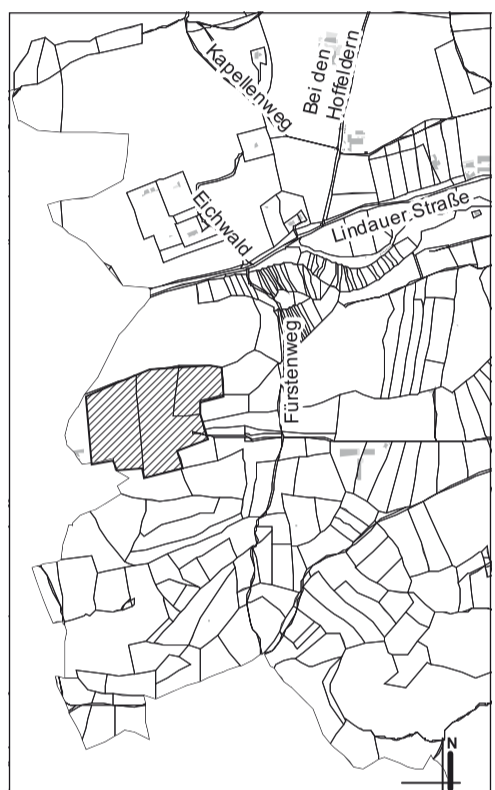 Kapellenweg
Bei den
Hoffeldern
Eichwald
Lindauer Straße
Fürstenweg
N